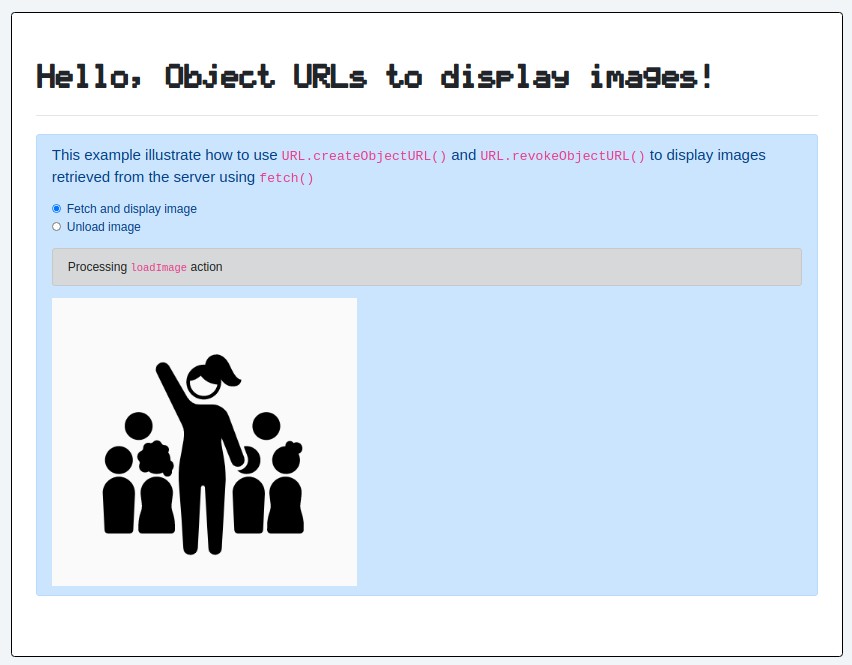 Hello, Object URLs to display images!
This example illustrate how to use URL.createObjectURL() and URL.revokeObjectURL() to display images
retrieved from the server using fetch()
Fetch and display image
Unload image
Processing loadImage action